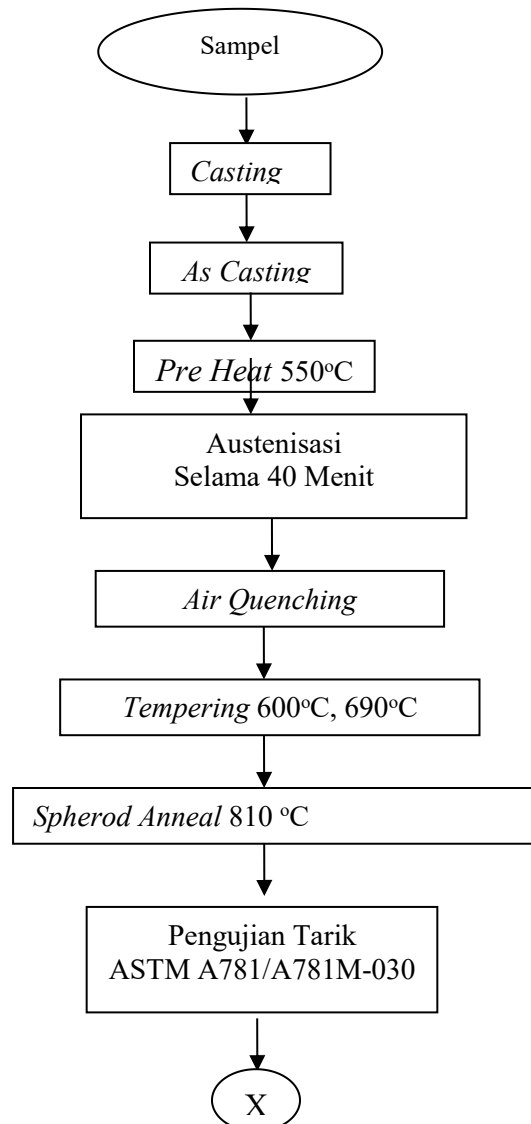 Sampel
Casting
As Casting
Pre Heat 550°C
Austenisasi
Selama 40 Menit
Air Quenching
Tempering 600°C, 690°C
Spherod Anneal 810 °C
Pengujian Tarik
ASTM A781/A781M-030
X